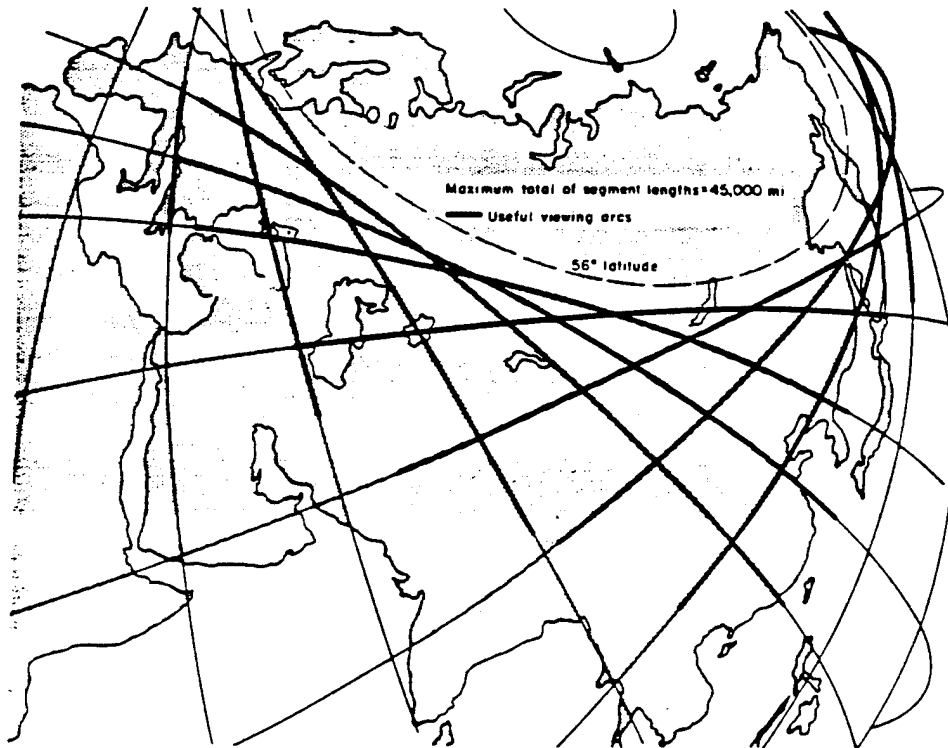 Maximum total of segment lengths=45,000 mi
Useful viewing arcs
56° latitude